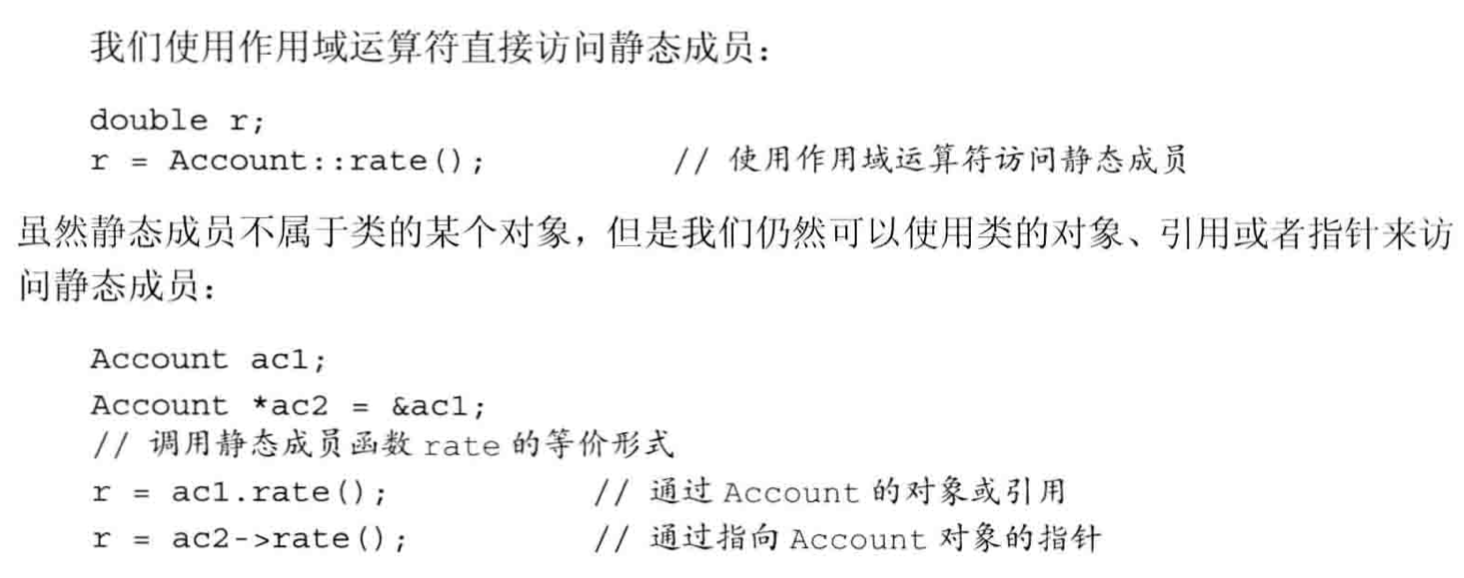 我们使用作用域运算符直接访问静态成员：
double r;
r = Account::rate(); // 使用作用域运算符访问静态成员
虽然静态成员不属于类的某个对象，但是我们仍然可以使用类的对象、引用或者指针来访
问静态成员：
Account ac1;
Account *ac2 = &ac1;
// 调用静态成员函数 rate 的等价形式
r = ac1.rate(); // 通过 Account 的对象或引用
r = ac2->rate(); // 通过指向 Account 对象的指针